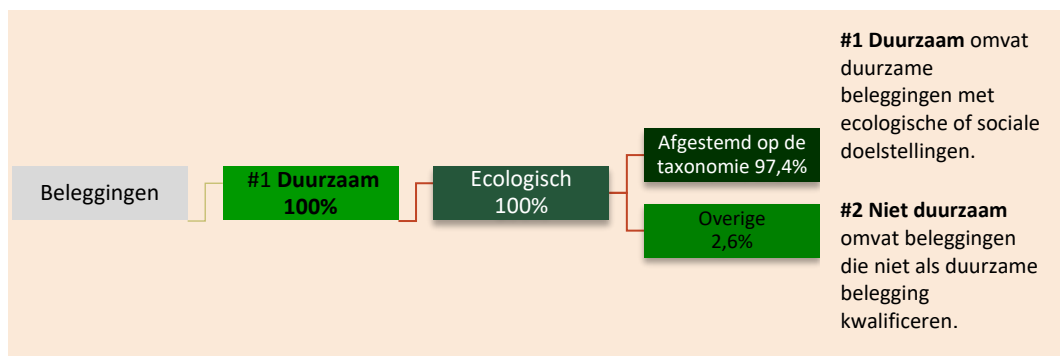 Beleggingen
#1 Duurzaam
100%
Ecologisch
100%
Afgestemd op de
taxonomie 97,4%
Overige
2,6%
#1 Duurzaam omvat
duurzame
beleggingen met
ecologische of sociale
doelstellingen.
#2 Niet duurzaam
omvat beleggingen
die niet als duurzame
belegging
kwalificeren.